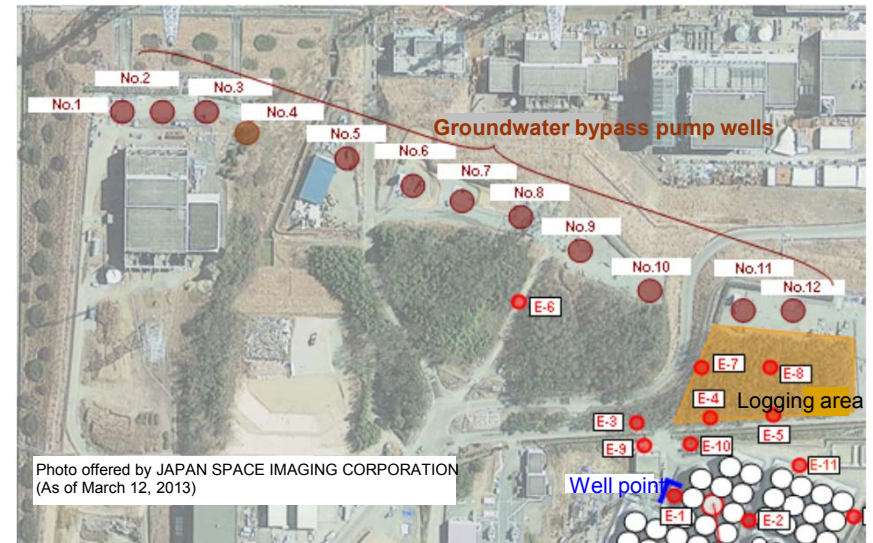 No.2
No.3
No.1
No.4
No.5
Groundwater bypass pump wells
No.6
No.7
No.8
No.9
No.10
No.11
No.12
E-6
E-7
E-8
E-4
Logging area
E-3
E-5
E-9
E-10
E-11
Photo offered by JAPAN SPACE IMAGING CORPORATION
(As of March 12, 2013)
Well point
E-1
E-2